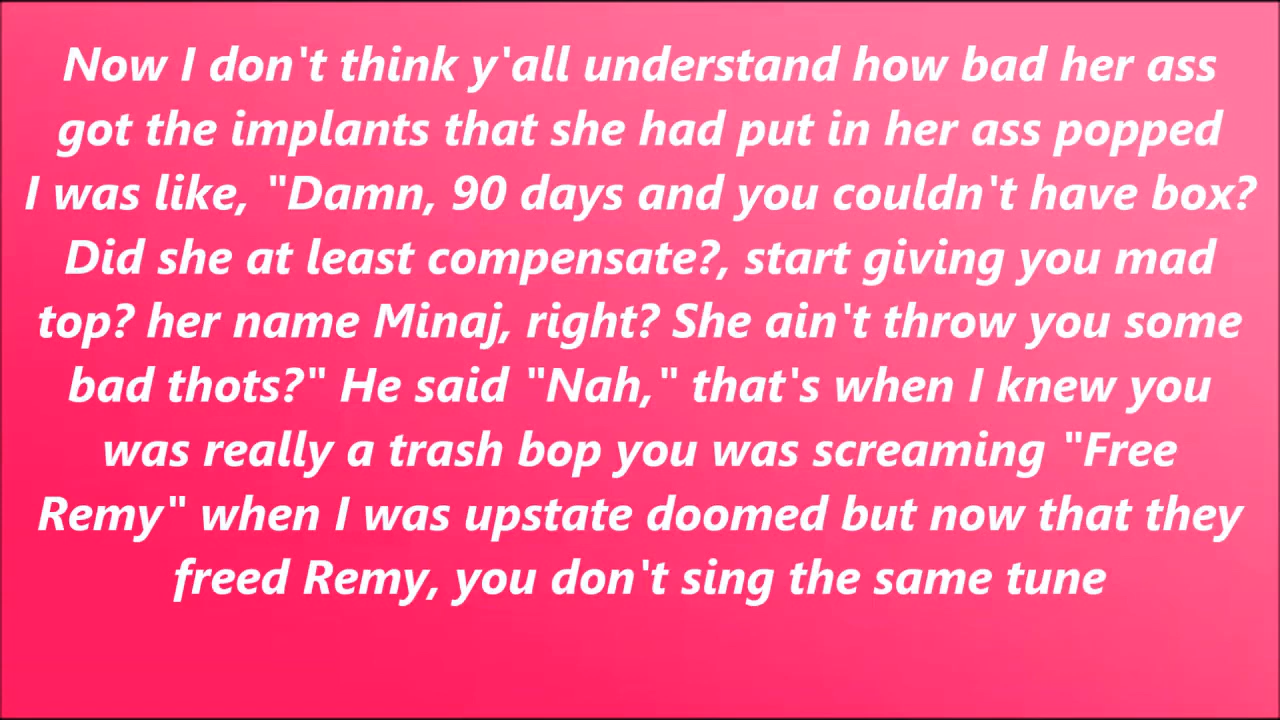 Now I don't think y'all understand how bad her ass
got the implants that she had put in her ass popped
I was like, "Damn, 90 days and you couldn't have box?
Did she at least compensate?, start giving you mad
top? her name Minaj, right? She ain't throw you some
bad thots?" He said "Nah," that's when I knew you
was really a trash bop you was screaming "Free
Remy" when I was upstate doomed but now that they
freed Remy, you don't sing the same tune